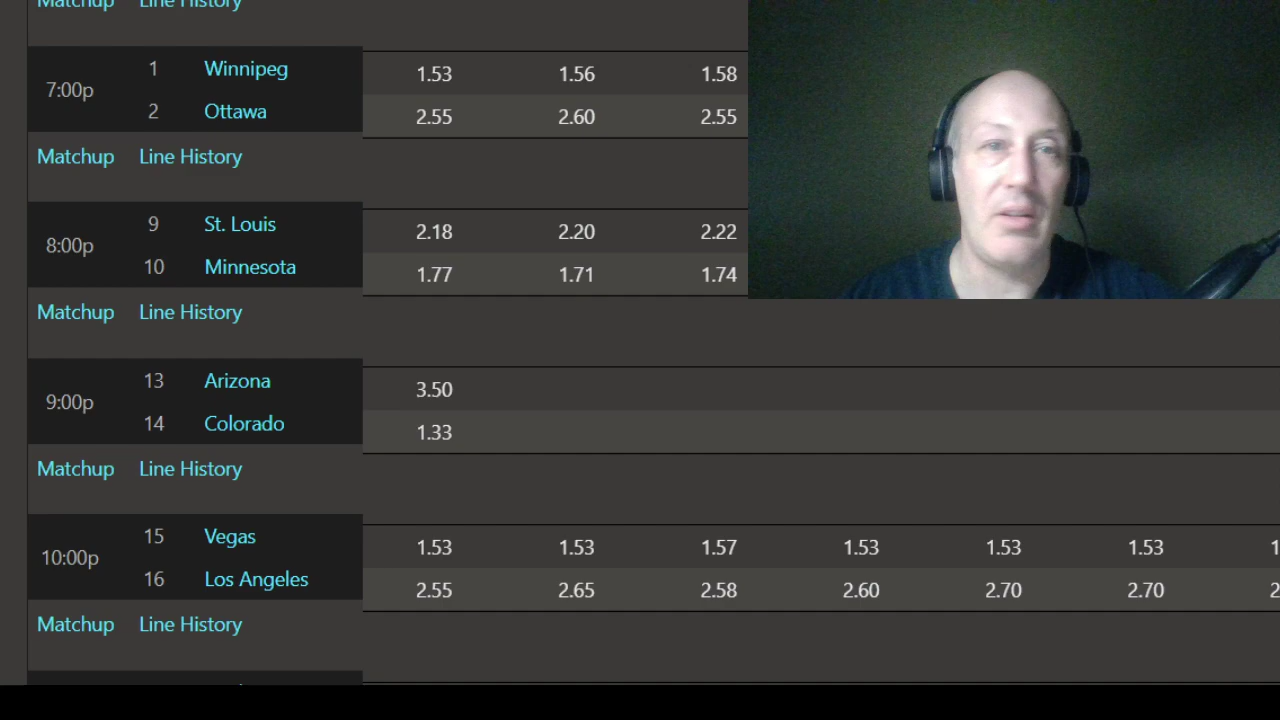 Matchup Line History
7:00p 1 Winnipeg 1.53 1.56 1.58
2 Ottawa 2.55 2.60 2.55
Matchup Line History
8:00p 9 St. Louis 2.18 2.20 2.22
10 Minnesota 1.77 1.71 1.74
Matchup Line History
9:00p 13 Arizona 3.50
14 Colorado 1.33
Matchup Line History
10:00p 15 Vegas 1.53 1.53 1.57 1.53 1.53 1.53
16 Los Angeles 2.55 2.65 2.58 2.60 2.70 2.70
Matchup Line History